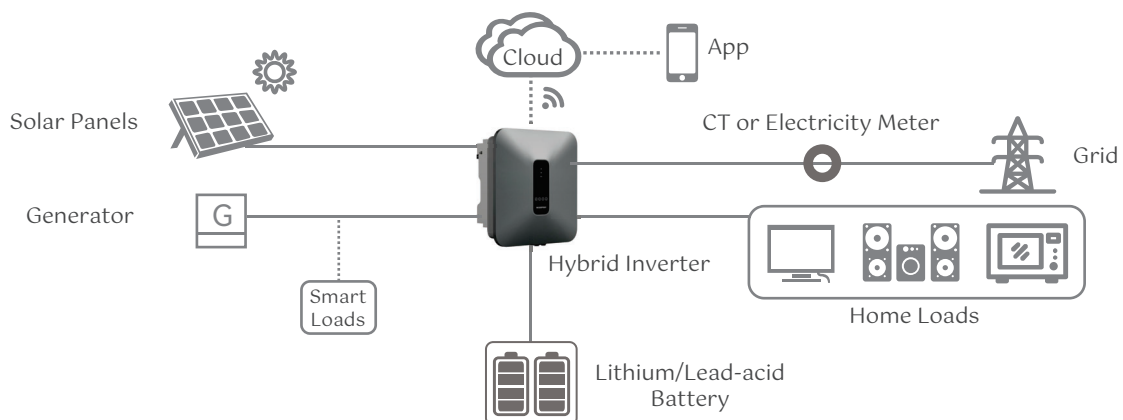 Cloud
App
Solar Panels
CT or Electricity Meter
Grid
Generator
G
Hybrid Inverter
Smart
Loads
Home Loads
Lithium/Lead-acid
Battery